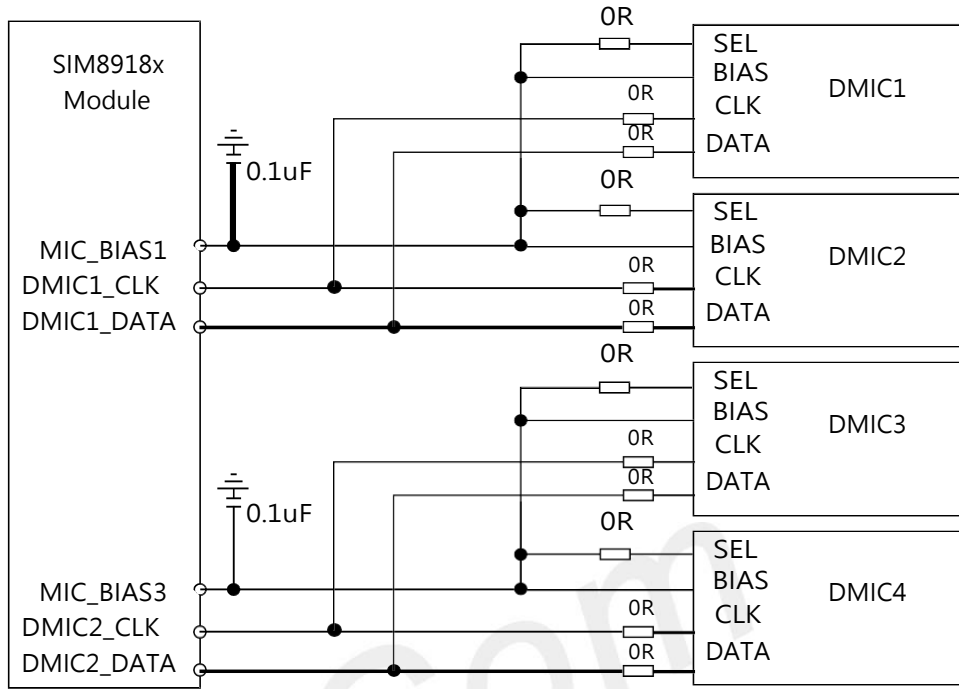 SIM8918x
Module
0.1uF
MIC_BIAS1
DMIC1_CLK
DMIC1_DATA
0.1uF
MIC_BIAS3
DMIC2_CLK
DMIC2_DATA
0R
SEL
BIAS
DMIC1
0R
CLK
0R
DATA
0R
SEL
BIAS
DMIC2
0R
CLK
0R
DATA
0R
SEL
BIAS
DMIC3
0R
CLK
0R
DATA
0R
SEL
BIAS
DMIC4
0R
CLK
0R
DATA
Com